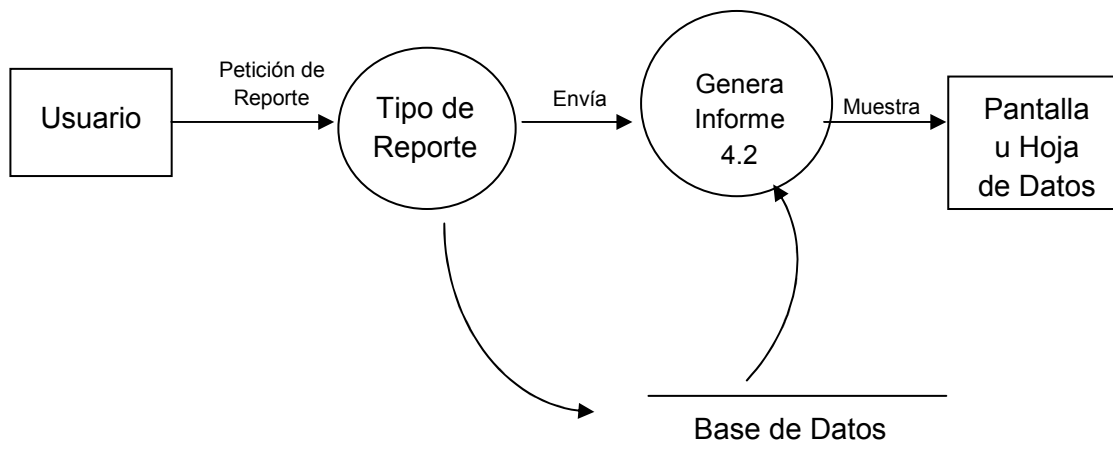 Usuario
Petición de
Reporte
Tipo de
Reporte
Envía
Genera
Informe
4.2
Muestra
Pantalla
u Hoja
de Datos
Base de Datos